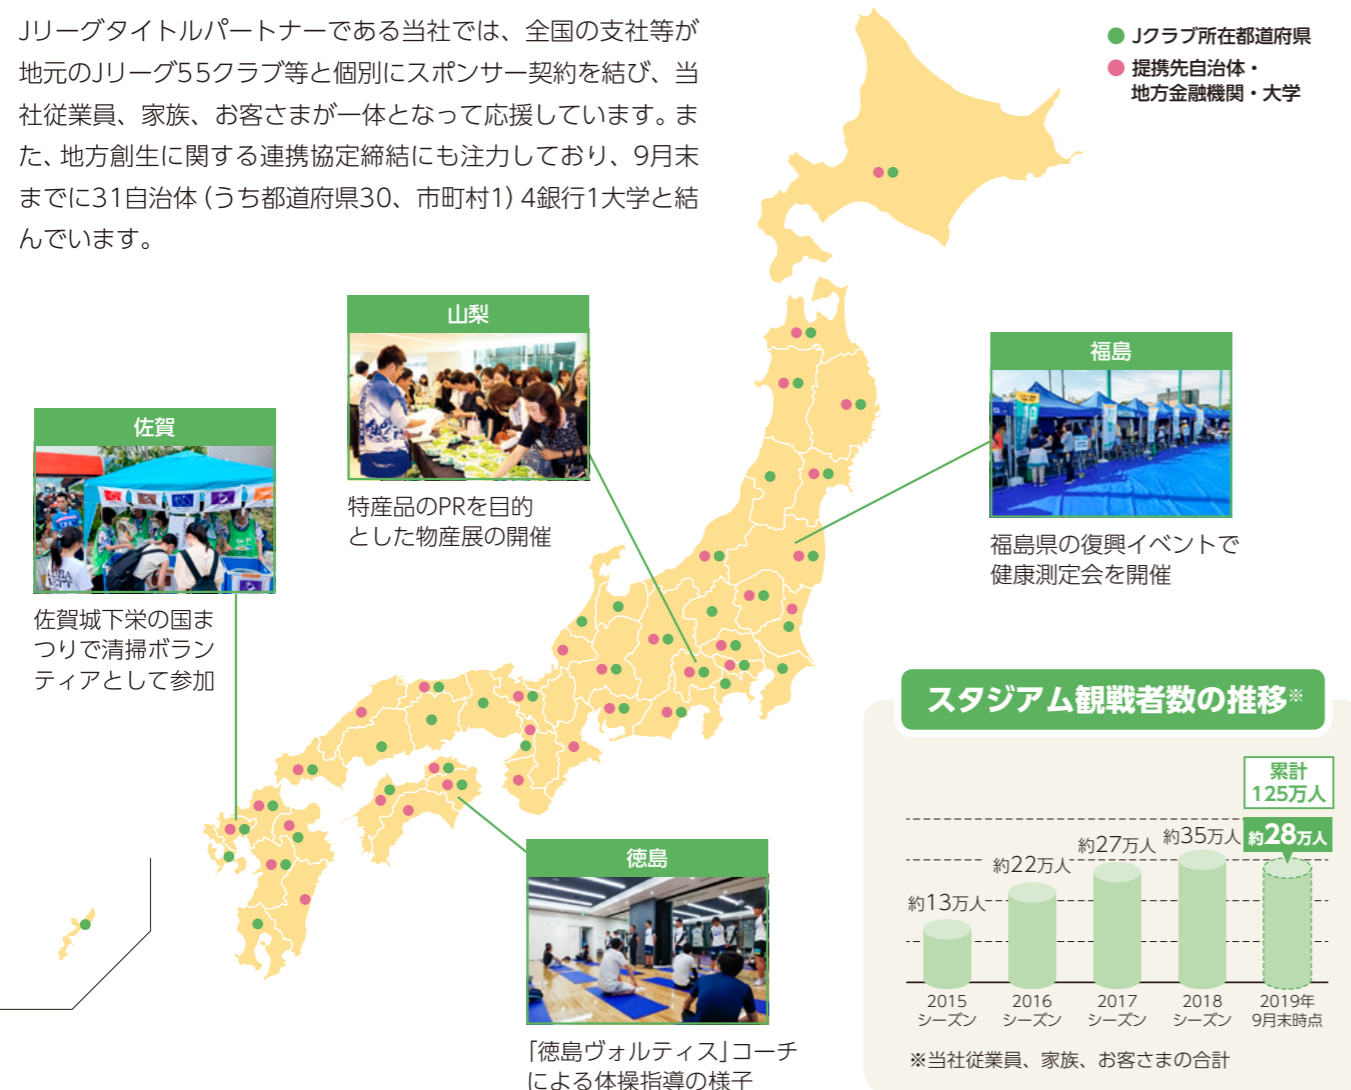 JリーグタイトルパートナーであるI当社では、全国の支社等が
地元のJリーグ55クラブ等と個別にスポンサー契約を結び、当
社従業員、家族、お客さまが一体となって応援しています。ま
た、地方創生に関する連携協定締結にも注力しており、9月末
までに31自治体（うち都道府県30、市町村1）4銀行1大学と結
んでいます。
Jクラブ所在都道府県
提携先自治体・
地方金融機関・大学
山梨
特産品のPRを目的
とした物産展の開催
福島
福島県の復興イベントで
健康測定会を開催
佐賀
佐賀城下栄の国ま
つりで清掃ボラン
ティアとして参加
徳島
「徳島ヴォルティス」コーチ
による体操指導の様子
スタジアム観戦者数の推移※
累計
125万人
約13万人
約22万人
約27万人
約35万人
約28万人
2015
シーズン
2016
シーズン
2017
シーズン
2018
シーズン
2019年
9月末時点
※当社従業員、家族、お客さまの合計